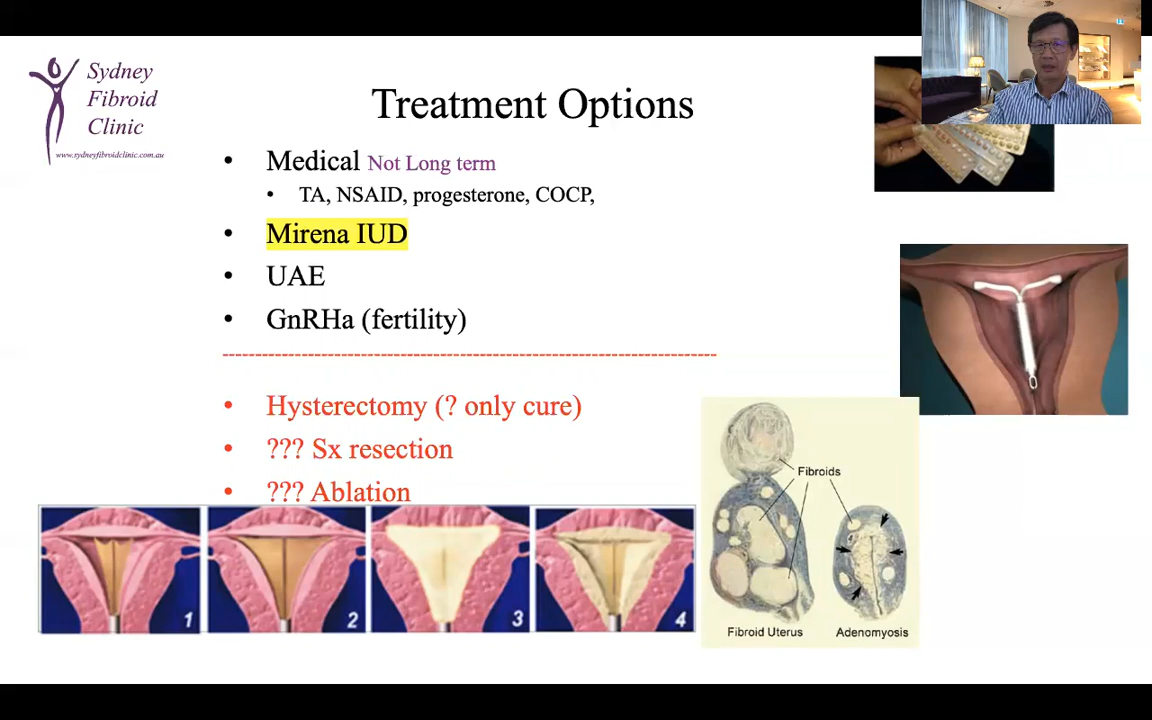 Sydney
Fibroid
Clinic
www.sydneyfibroidclinic.com.au
Treatment Options
• Medical Not Long term
• TA, NSAID, progesterone, COCP,
• Mirena IUD
• UAE
• GnRHa (fertility)
--------------------------------------------------------------------------
• Hysterectomy (? only cure)
• ??? Sx resection
• ??? Ablation
1
2
3
4
Fibroids
Fibroid Uterus
Adenomyosis